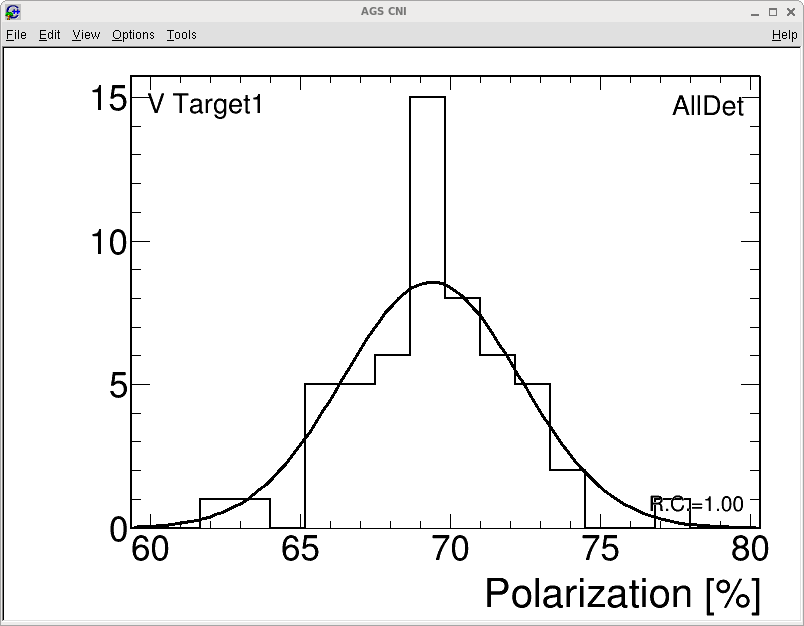 AGS CNI
File Edit View Options Tools Help
15
V Target1
AllDet
10
5
R.C.=1.00
0
60 65 70 75 80
Polarization [%]